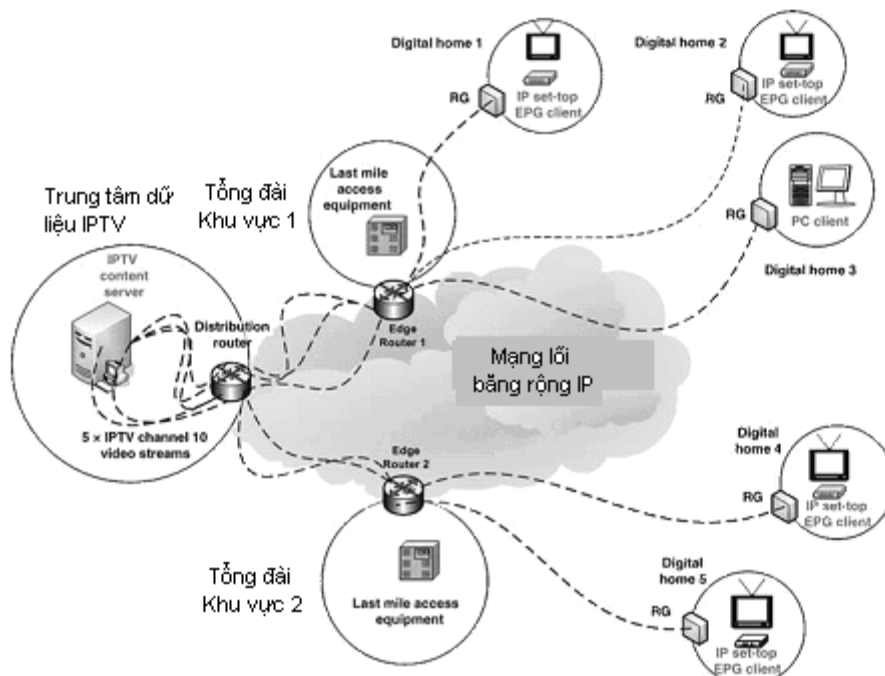 Digital home 1
IP set-top
EPG client
RG
Digital home 2
IP set-top
EPG client
RG
Last mile
access
equipment
Tổng đài
Khu vực 1
Trung tâm dữ
liệu IPTV
PC client
RG
Digital home 3
IPTV
content
server
Distribution
router
Edge
Router 1
Mạng lối
băng rộng IP
5 × IPTV channel 10
video streams
Edge
Router 2
Digital
home 4
RG
IP set-top
EPG client
Tổng đài
Khu vực 2
Last mile access
equipment
Digital
home 5
RG
IP set-top
EPG client